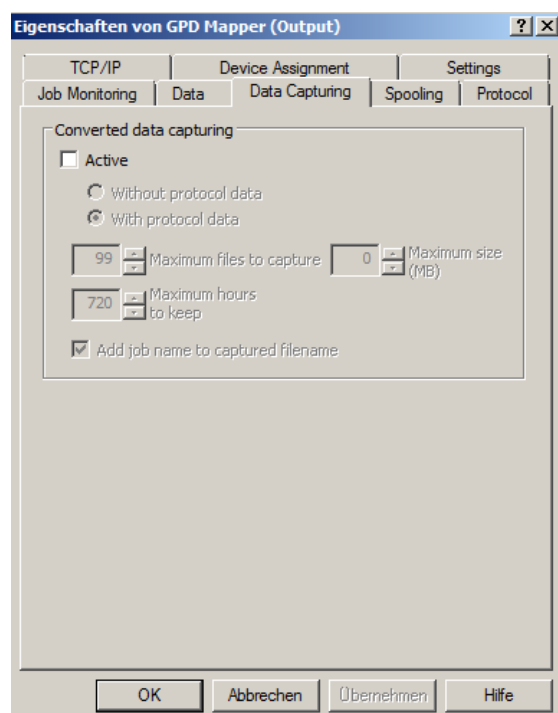 Eigenschaften von GPD Mapper (Output)
TCP/IP Device Assignment Settings
Job Monitoring Data Data Capturing Spooling Protocol
Converted data capturing
Active
Without protocol data
With protocol data
99 Maximum files to capture 0 Maximum size
(MB)
720 Maximum hours
to keep
Add job name to captured filename
OK Abbrechen Übernehmen Hilfe